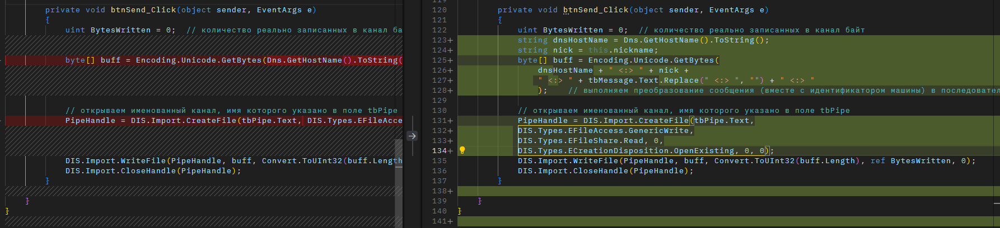 private void btnSend_Click(object sender, EventArgs e)
{
uint BytesWritten = 0;  // количество реально записанных в канал ба
byte[] buff = Encoding.Unicode.GetBytes(Dns.GetHostName().ToString(
// открываем именованный канал, имя которого указано в поле tbPipe
PipeHandle = DIS.Import.CreateFile(tbPipe.Text, DIS.Types.EFileAcce
DIS.Import.WriteFile(PipeHandle, buff, Convert.ToUInt32(buff.Length
DIS.Import.CloseHandle(PipeHandle);
}
}
}
119
120 private void btnSend_Click(object sender, EventArgs e)
121 {
122 uint BytesWritten = 0;  // количество реально записанных в канал байт
123+ string dnsHostName = Dns.GetHostName().ToString();
124+ string nick = this.nickname;
125+ byte[] buff = Encoding.Unicode.GetBytes(
126+ dnsHostName + " <:> " + nick +
127+ " <:> " + tbMessage.Text.Replace(" <:> ", "") + " <:> "
128+ );    // выполняем преобразование сообщения (вместе с идентификатором машины) в последовател
129
130 // открываем именованный канал, имя которого указано в поле tbPipe
131+ PipeHandle = DIS.Import.CreateFile(tbPipe.Text,
132+ DIS.Types.EFileAccess.GenericWrite,
133+ DIS.Types.EFileShare.Read, 0,
134+ DIS.Types.ECreationDisposition.OpenExisting, 0, 0);
135 DIS.Import.WriteFile(PipeHandle, buff, Convert.ToUInt32(buff.Length), ref BytesWritten, 0);
136 DIS.Import.CloseHandle(PipeHandle);
137 }
138+
139 }
140 }
141+